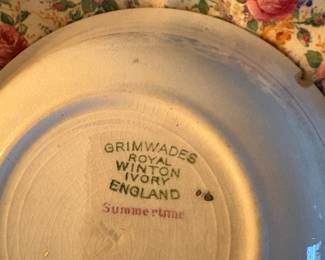 GRIMWADES
ROYAL
WINTON
IVORY
ENGLAND
Summertime